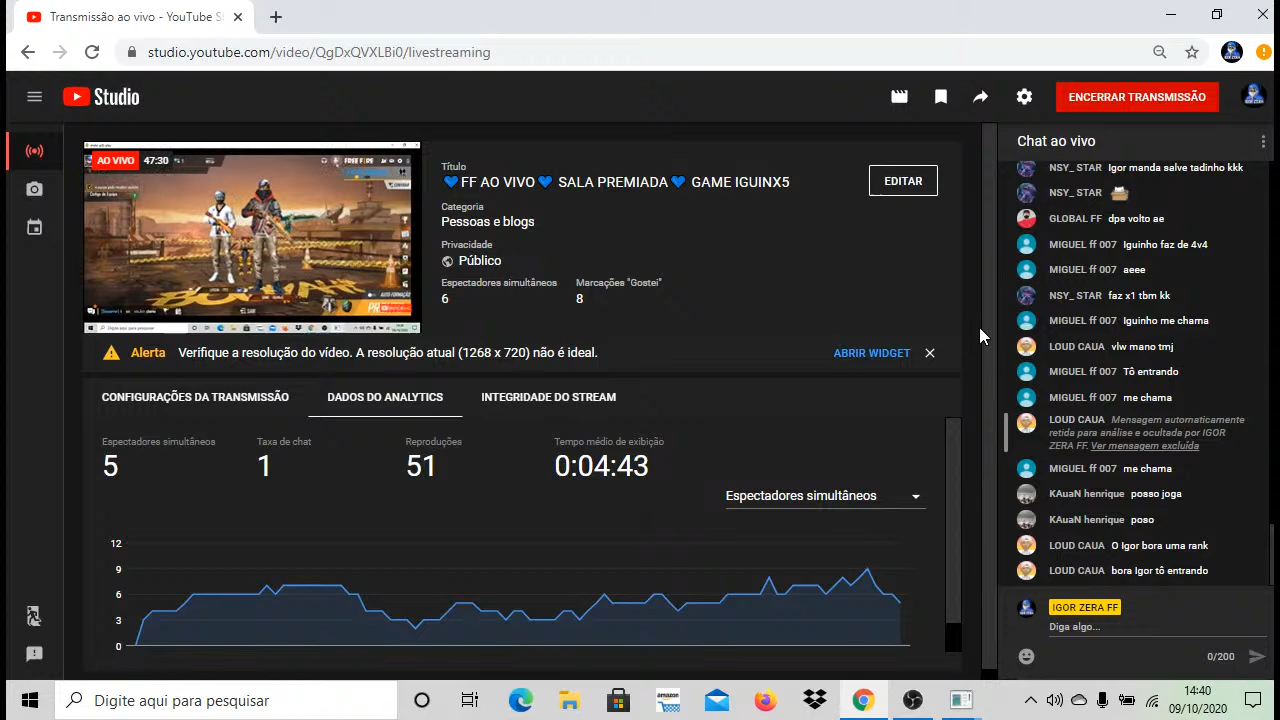 Transmissão ao vivo - YouTube S
studio.youtube.com/video/QgDxQVXLBi0/livestreaming
Studio
ENCERRAR TRANSMISSÃO
AO VIVO 47:30
FREE FIRE
Título
💙FF AO VIVO💙 SALA PREMIADA💙 GAME IGUINX5
EDITAR
Categoria
Pessoas e blogs
Privacidade
Público
Espectadores simultâneos Marcações "Gostei"
6 8
Alerta Verifique a resolução do vídeo. A resolução atual (1268 x 720) não é ideal. ABRIR WIDGET
CONFIGURAÇÕES DA TRANSMISSÃO DADOS DO ANALYTICS INTEGRIDADE DO STREAM
Espectadores simultâneos Taxa de chat Reproduções Tempo médio de exibição
5 1 51 0:04:43
Espectadores simultâneos
12
9
6
3
0
Chat ao vivo
NSY_ STAR Igor manda salve tadinho kkk
NSY_ STAR
GLOBAL FF dps volto ae
MIGUEL ff 007 Iguinho faz de 4v4
MIGUEL ff 007 aeee
NSY_ STAR faz x1 tbm kk
MIGUEL ff 007 Iguinho me chama
LOUD CAUA vlw mano tmj
MIGUEL ff 007 Tô entrando
MIGUEL ff 007 me chama
LOUD CAUA Mensagem automaticamente
retida para análise e ocultada por IGOR
ZERA FF. Ver mensagem excluída
MIGUEL ff 007 me chama
KAuaN henrique posso joga
KAuaN henrique poso
LOUD CAUA O Igor bora uma rank
LOUD CAUA bora Igor tô entrando
IGOR ZERA FF
Diga algo...
0/200
Digite aqui para pesquisar
amazon
14:40
09/10/2020